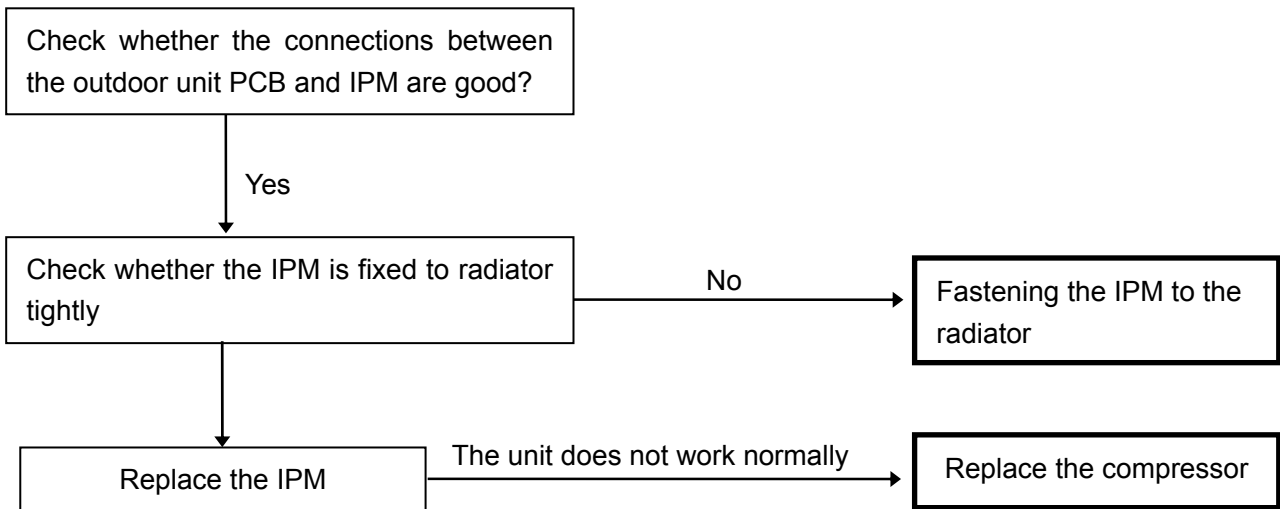 Check whether the connections between
the outdoor unit PCB and IPM are good?
Yes
Check whether the IPM is fixed to radiator
tightly
No
Fastening the IPM to the
radiator
Replace the IPM
The unit does not work normally
Replace the compressor